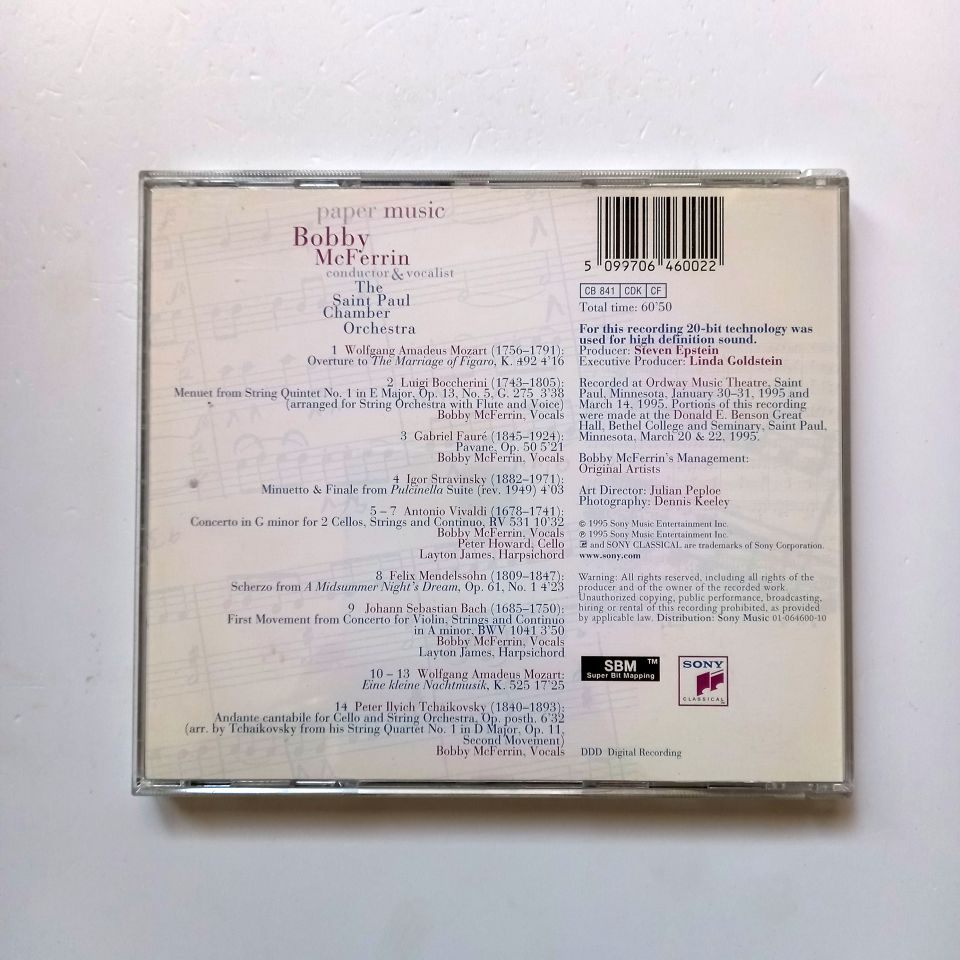 paper music
Bobby
McFerrin
conductor & vocalist
The
Saint Paul
Chamber
Orchestra
1 Wolfgang Amadeus Mozart (1756–1791):
Overture to The Marriage of Figaro, K. 492 4'16
2 Luigi Boccherini (1743–1805):
Menuet from String Quintet No. 1 in E Major, Op. 13, No. 5, G. 275 3'38
(arranged for String Orchestra with Flute and Voice)
Bobby McFerrin, Vocals
3 Gabriel Fauré (1845–1924):
Pavane, Op. 50 5'21
Bobby McFerrin, Vocals
4 Igor Stravinsky (1882–1971):
Minuetto & Finale from Pulcinella Suite (rev. 1949) 4'03
5 – 7 Antonio Vivaldi (1678–1741):
Concerto in G minor for 2 Cellos, Strings and Continuo, RV 531 10'32
Bobby McFerrin, Vocals
Peter Howard, Cello
Layton James, Harpsichord
8 Felix Mendelssohn (1809–1847):
Scherzo from A Midsummer Night's Dream, Op. 61, No. 1 4'23
9 Johann Sebastian Bach (1685–1750):
First Movement from Concerto for Violin, Strings and Continuo
in A minor, BWV 1041 3'50
Bobby McFerrin, Vocals
Layton James, Harpsichord
10 – 13 Wolfgang Amadeus Mozart:
Eine kleine Nachtmusik, K. 525 17'25
14 Peter Ilyich Tchaikovsky (1840–1893):
Andante cantabile for Cello and String Orchestra, Op. posth. 6'32
(arr. by Tchaikovsky from his String Quartet No. 1 in D Major, Op. 11,
Second Movement)
Bobby McFerrin, Vocals
5 099706 460022
CB 841 CDK CF
Total time: 60'50
For this recording 20-bit technology was
used for high definition sound.
Producer: Steven Epstein
Executive Producer: Linda Goldstein
Recorded at Ordway Music Theatre, Saint
Paul, Minnesota, January 30–31, 1995 and
March 14, 1995. Portions of this recording
were made at the Donald E. Benson Great
Hall, Bethel College and Seminary, Saint Paul,
Minnesota, March 20 & 22, 1995.
Bobby McFerrin's Management:
Original Artists
Art Director: Julian Peploe
Photography: Dennis Keeley
© 1995 Sony Music Entertainment Inc.
℗ 1995 Sony Music Entertainment Inc.
and SONY CLASSICAL are trademarks of Sony Corporation.
www.sony.com
Warning: All rights reserved, including all rights of the
producer and of the owner of the recorded work.
Unauthorized copying, public performance, broadcasting,
hiring or rental of this recording prohibited, as provided
by applicable law. Distribution: Sony Music 01-064600-10
SBM™
Super Bit Mapping
SONY
CLASSICAL
DDD Digital Recording